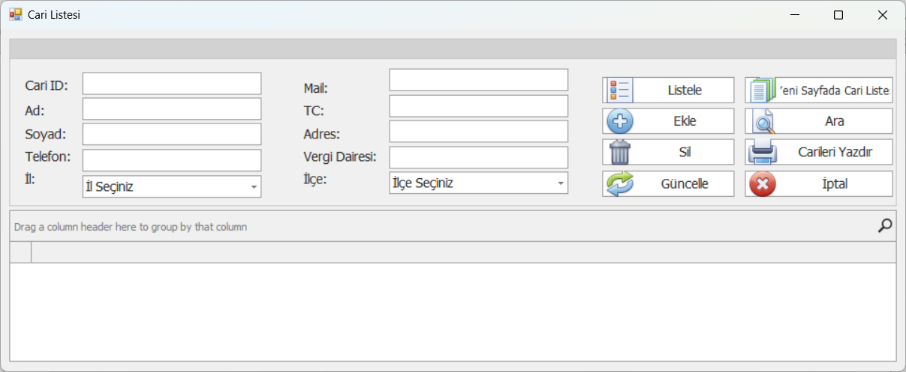 Cari Listesi
Cari ID:
Ad:
Soyad:
Telefon:
İl:
İl Seçiniz
Mail:
TC:
Adres:
Vergi Dairesi:
İlçe:
İlçe Seçiniz
Listele
Ekle
Sil
Güncelle
eni Sayfada Cari Liste
Ara
Carileri Yazdır
İptal
Drag a column header here to group by that column